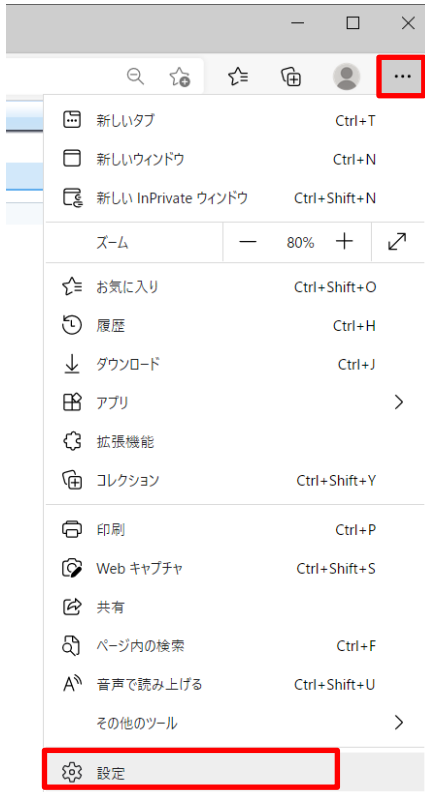 新しいタブ Ctrl+T
新しいウィンドウ Ctrl+N
新しい InPrivate ウィンドウ Ctrl+Shift+N
ズーム — 80% +
お気に入り Ctrl+Shift+O
履歴 Ctrl+H
ダウンロード Ctrl+J
アプリ
拡張機能
コレクション Ctrl+Shift+Y
印刷 Ctrl+P
Web キャプチャ Ctrl+Shift+S
共有
ページ内の検索 Ctrl+F
音声で読み上げる Ctrl+Shift+U
その他のツール
設定